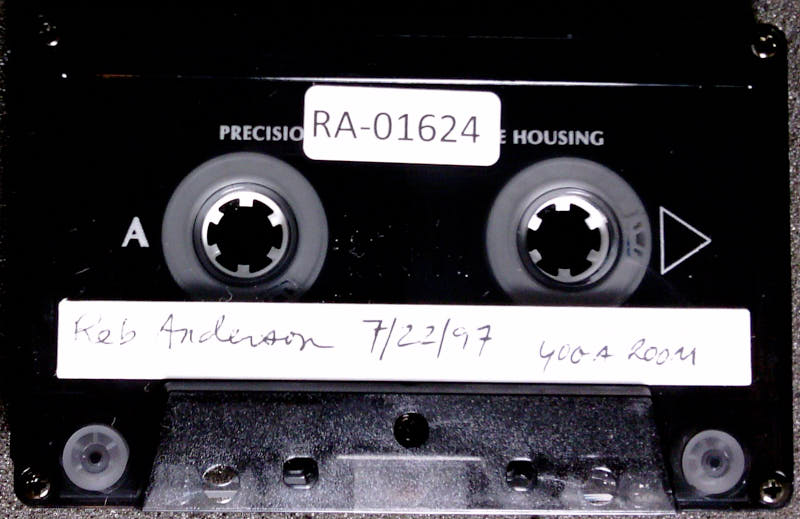 RA-01624
PRECISIO E HOUSING
A
Reb Anderson 7/22/97 YOGA ROOM